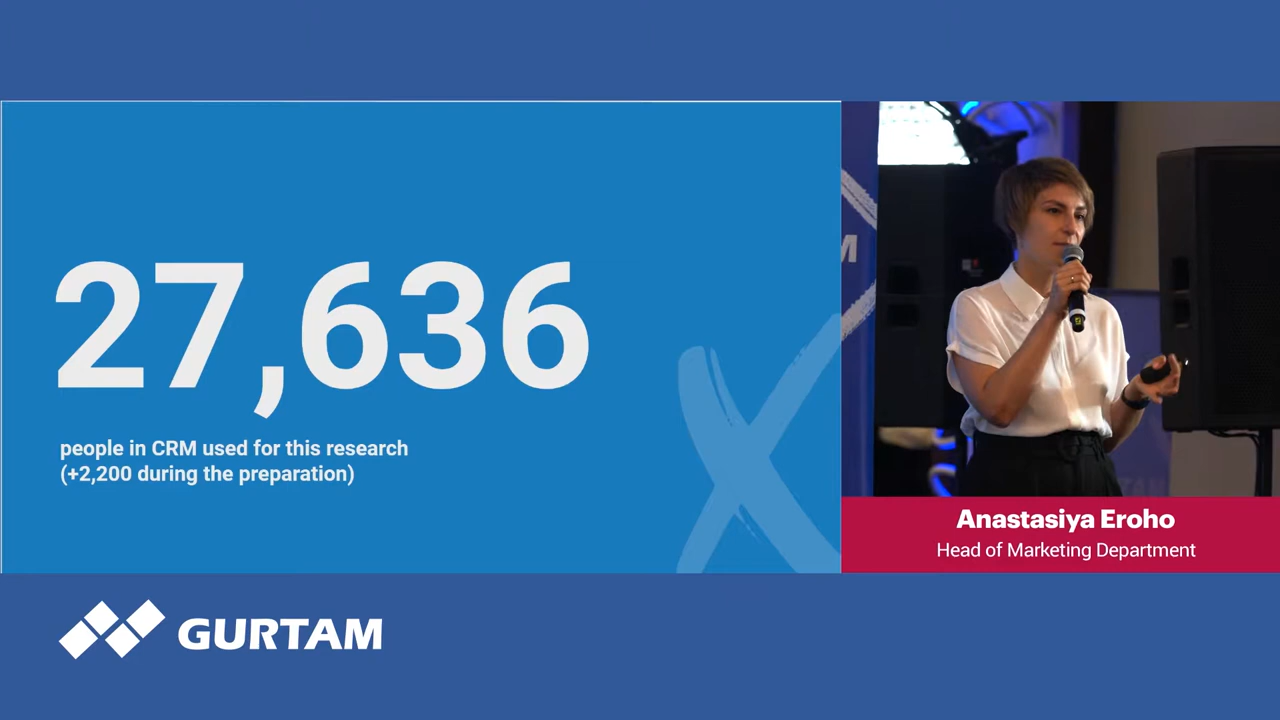 27,636
people in CRM used for this research
(+2,200 during the preparation)
Anastasiya Eroho
Head of Marketing Department
GURTAM